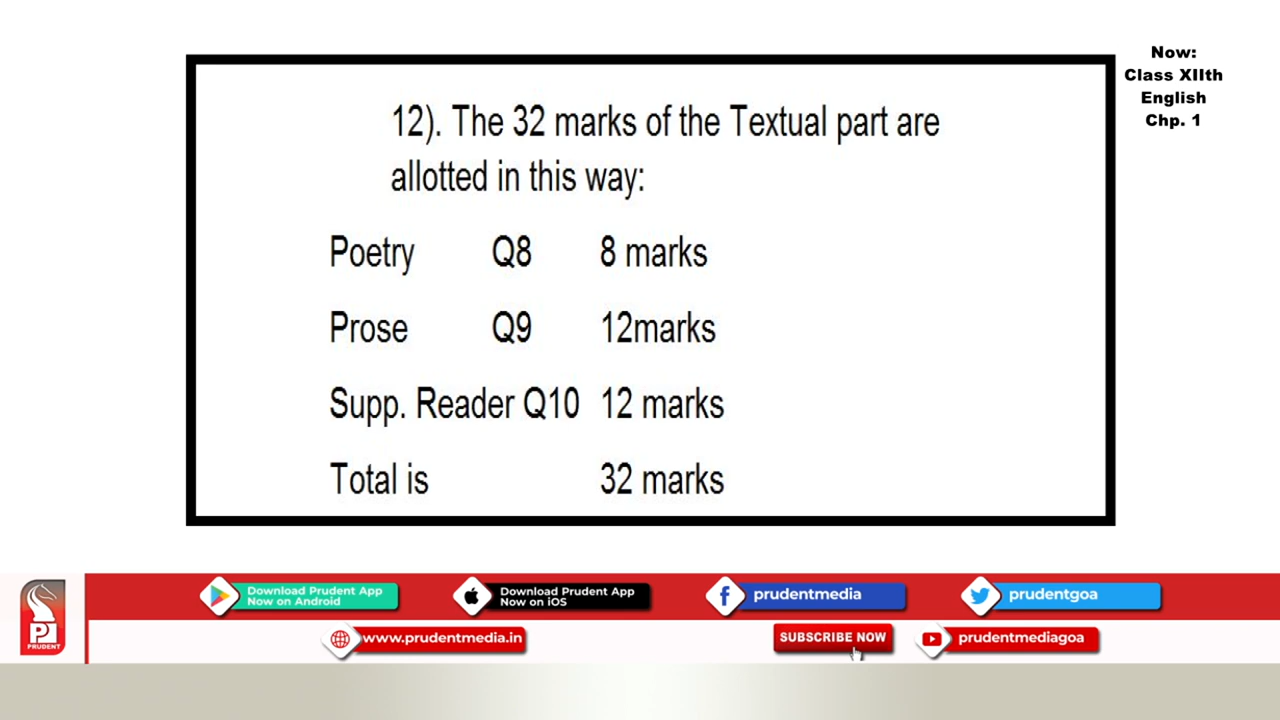 Now:
Class XIIth
English
Chp. 1
12). The 32 marks of the Textual part are
allotted in this way:
Poetry Q8 8 marks
Prose Q9 12marks
Supp. Reader Q10 12 marks
Total is 32 marks
Download Prudent App
Now on Android
Download Prudent App
Now on iOS
prudentmedia
prudentgoa
PRUDENT
www.prudentmedia.in
SUBSCRIBE NOW
prudentmediagoa